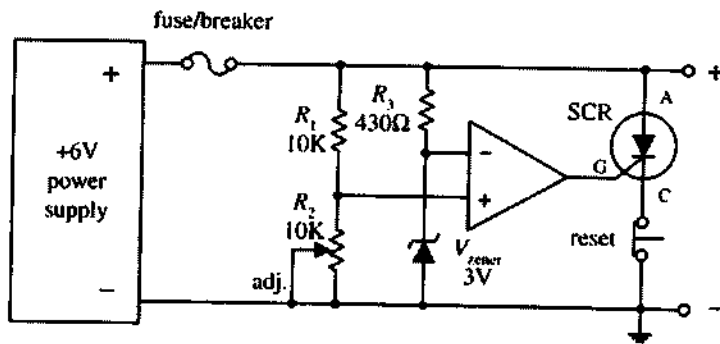 fuse/breaker
+
+6V
power
supply
−
R1
10K
R2
10K
adj.
R3
430Ω
−
+
Vzener
3V
SCR
A
G
C
reset
+
−